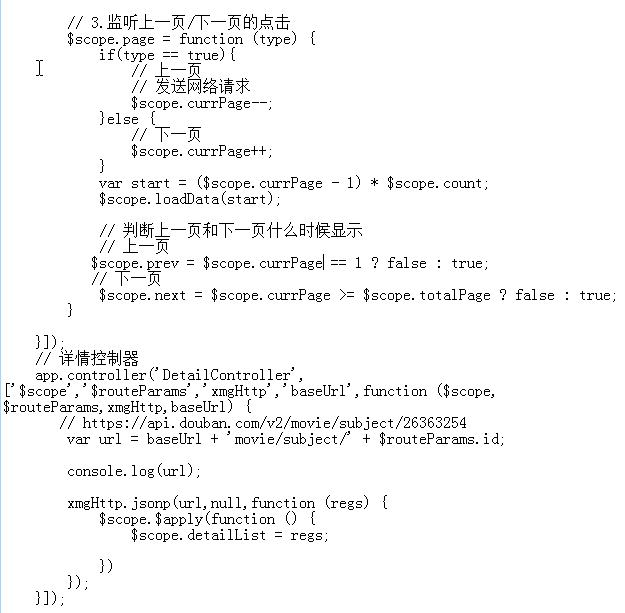 // 3.监听上一页/下一页的点击
$scope.page = function (type) {
if(type == true){
// 上一页
// 发送网络请求
$scope.currPage--;
}else {
// 下一页
$scope.currPage++;
}
var start = ($scope.currPage - 1) * $scope.count;
$scope.loadData(start);
// 判断上一页和下一页什么时候显示
// 上一页
$scope.prev = $scope.currPage == 1 ? false : true;
// 下一页
$scope.next = $scope.currPage >= $scope.totalPage ? false : true;
}
}]);
// 详情控制器
app.controller('DetailController',
['$scope','$routeParams','xmgHttp','baseUrl',function ($scope,
$routeParams,xmgHttp,baseUrl) {
// https://api.douban.com/v2/movie/subject/26363254
var url = baseUrl + 'movie/subject/' + $routeParams.id;
console.log(url);
xmgHttp.jsonp(url,null,function (regs) {
$scope.$apply(function () {
$scope.detailList = regs;
})
});
}]);